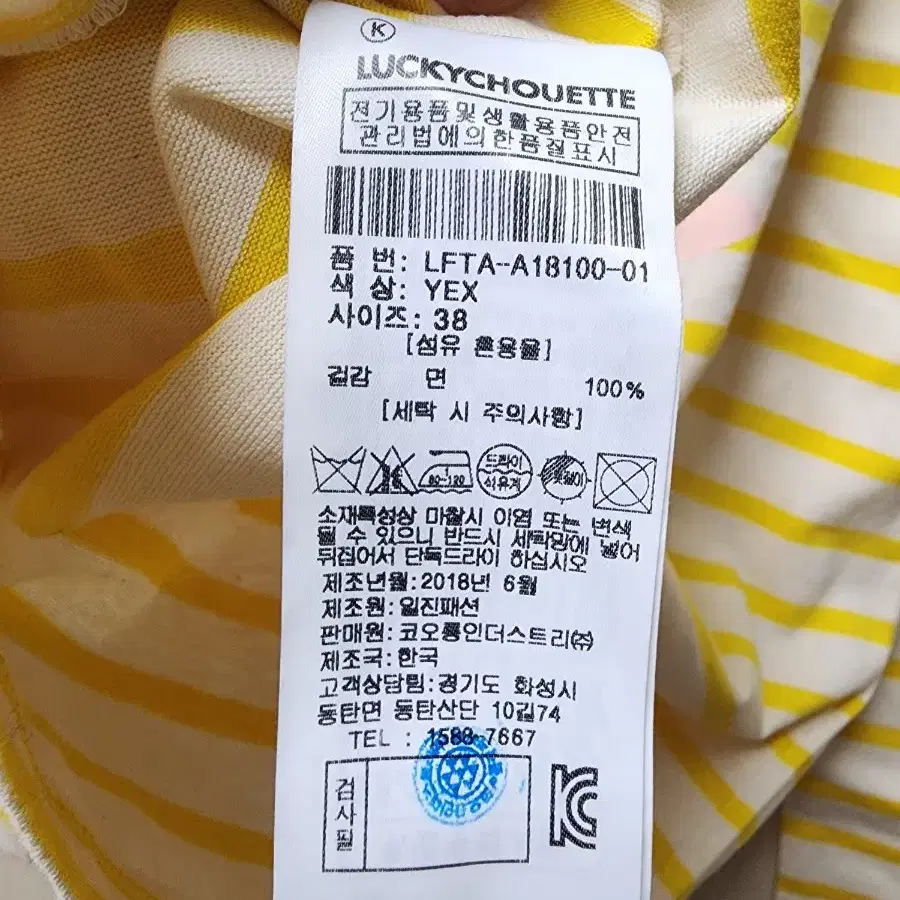 K
LUCKYCHOUETTE
전기용품및생활용품안전
관리법에의한품질표시
품 번: LFTA-A18100-01
색 상: YEX
사이즈: 38
[섬유 혼용율]
겉감 면 100%
[세탁 시 주의사항]
80-120 드라이
석유계
소재특성상 마찰시 이염 또는 변색
될 수 있으니 반드시 세탁망에 넣어
뒤집어서 단독드라이 하십시오
제조년월:2018년 6월
제조원:일진패션
판매원:코오롱인더스트리㈜
제조국:한국
고객상담팀:경기도 화성시
동탄면 동탄산단 10길74
TEL : 1588-7667
검사필